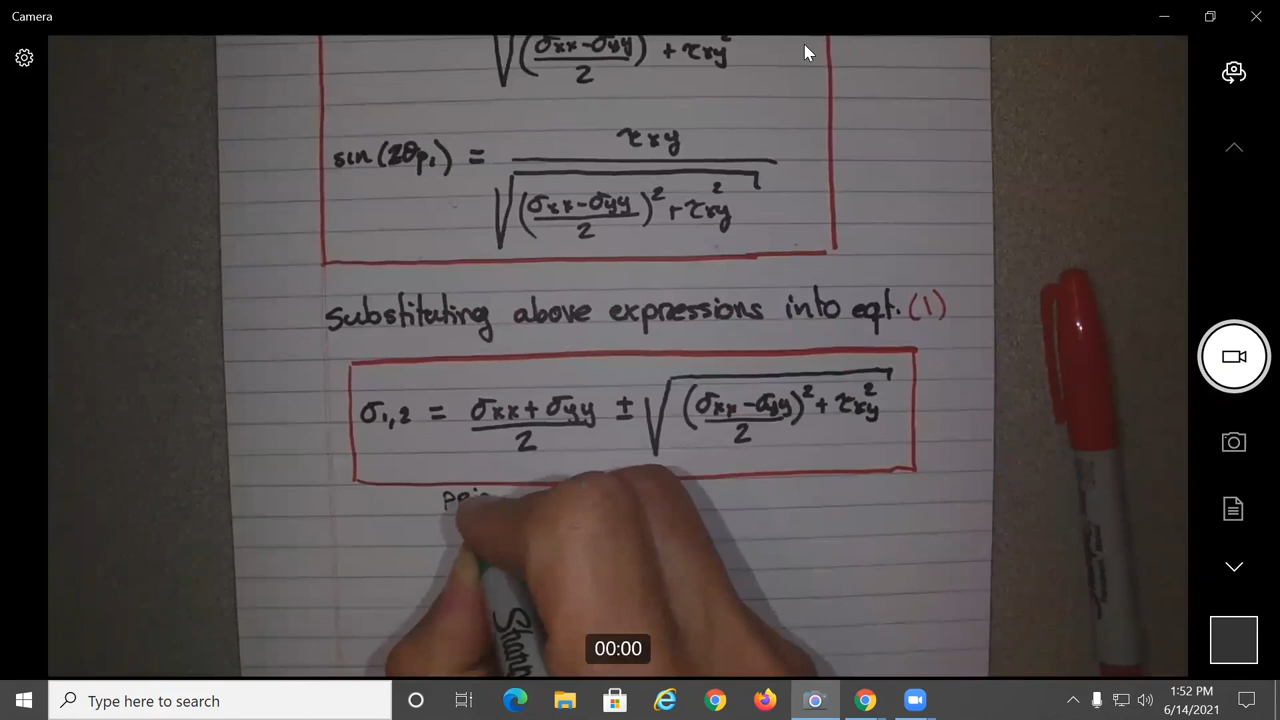 Camera
√((σxx-σyy)/2) + τxy²
sin(2θp₁) = τxy / √((σxx-σyy)/2)² + τxy²
substituting above expressions into eqt. (1)
σ1,2 = (σxx + σyy)/2 ± √((σxx-σyy)/2)² + τxy²
Prin
Sharp
00:00
Type here to search
1:52 PM
6/14/2021